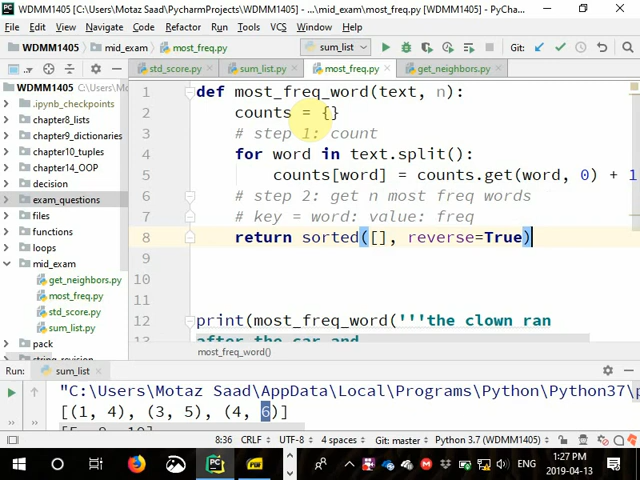 WDMM1405 [C:\Users\Motaz Saad\PycharmProjects\WDMM1405] - ...\mid_exam\most_freq.py - PyCha...
File Edit View Navigate Code Refactor Run Tools VCS Window Help
WDMM1405 mid_exam most_freq.py sum_list Git:
std_score.py sum_list.py most_freq.py get_neighbors.py
WDMM1405
.ipynb_checkpoints
chapter8_lists
chapter9_dictionaries
chapter10_tuples
chapter14_OOP
decision
exam_questions
files
functions
loops
mid_exam
get_neighbors.py
most_freq.py
std_score.py
sum_list.py
pack
string_revision
1 def most_freq_word(text, n):
2 counts = {}
3 # step 1: count
4 for word in text.split():
5 counts[word] = counts.get(word, 0) + 1
6 # step 2: get n most freq words
7 # key = word: value: freq
8 return sorted([], reverse=True)
9
10
11
12 print(most_freq_word('''the clown ran
13 after the car and
most_freq_word()
Run: sum_list
"C:\Users\Motaz Saad\AppData\Local\Programs\Python\Python37\p
[(1, 4), (3, 5), (4, 6)]
8:36 CRLF UTF-8 4 spaces Git: master Python 3.7 (WDMM1405)
ENG 1:27 PM
2019-04-13